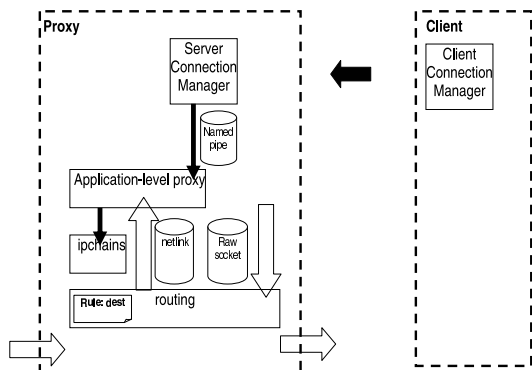 Proxy
Client
Server
Connection
Manager
Client
Connection
Manager
Named
pipe
Application-level proxy
ipchains
netlink
Raw
socket
Rule: dest
routing